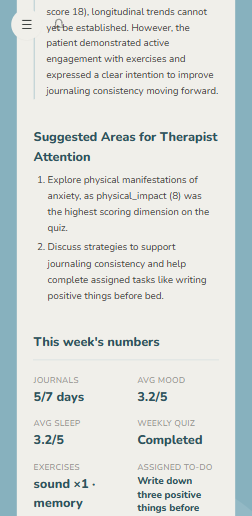 score 18), longitudinal trends cannot
yet be established. However, the
patient demonstrated active
engagement with exercises and
expressed a clear intention to improve
journaling consistency moving forward.
Suggested Areas for Therapist
Attention
1. Explore physical manifestations of
anxiety, as physical_impact (8) was
the highest scoring dimension on the
quiz.
2. Discuss strategies to support
journaling consistency and help
complete assigned tasks like writing
positive things before bed.
This week's numbers
JOURNALS
5/7 days
AVG MOOD
3.2/5
AVG SLEEP
3.2/5
WEEKLY QUIZ
Completed
EXERCISES
sound ×1 ·
memory
ASSIGNED TO-DO
Write down
three positive
things before